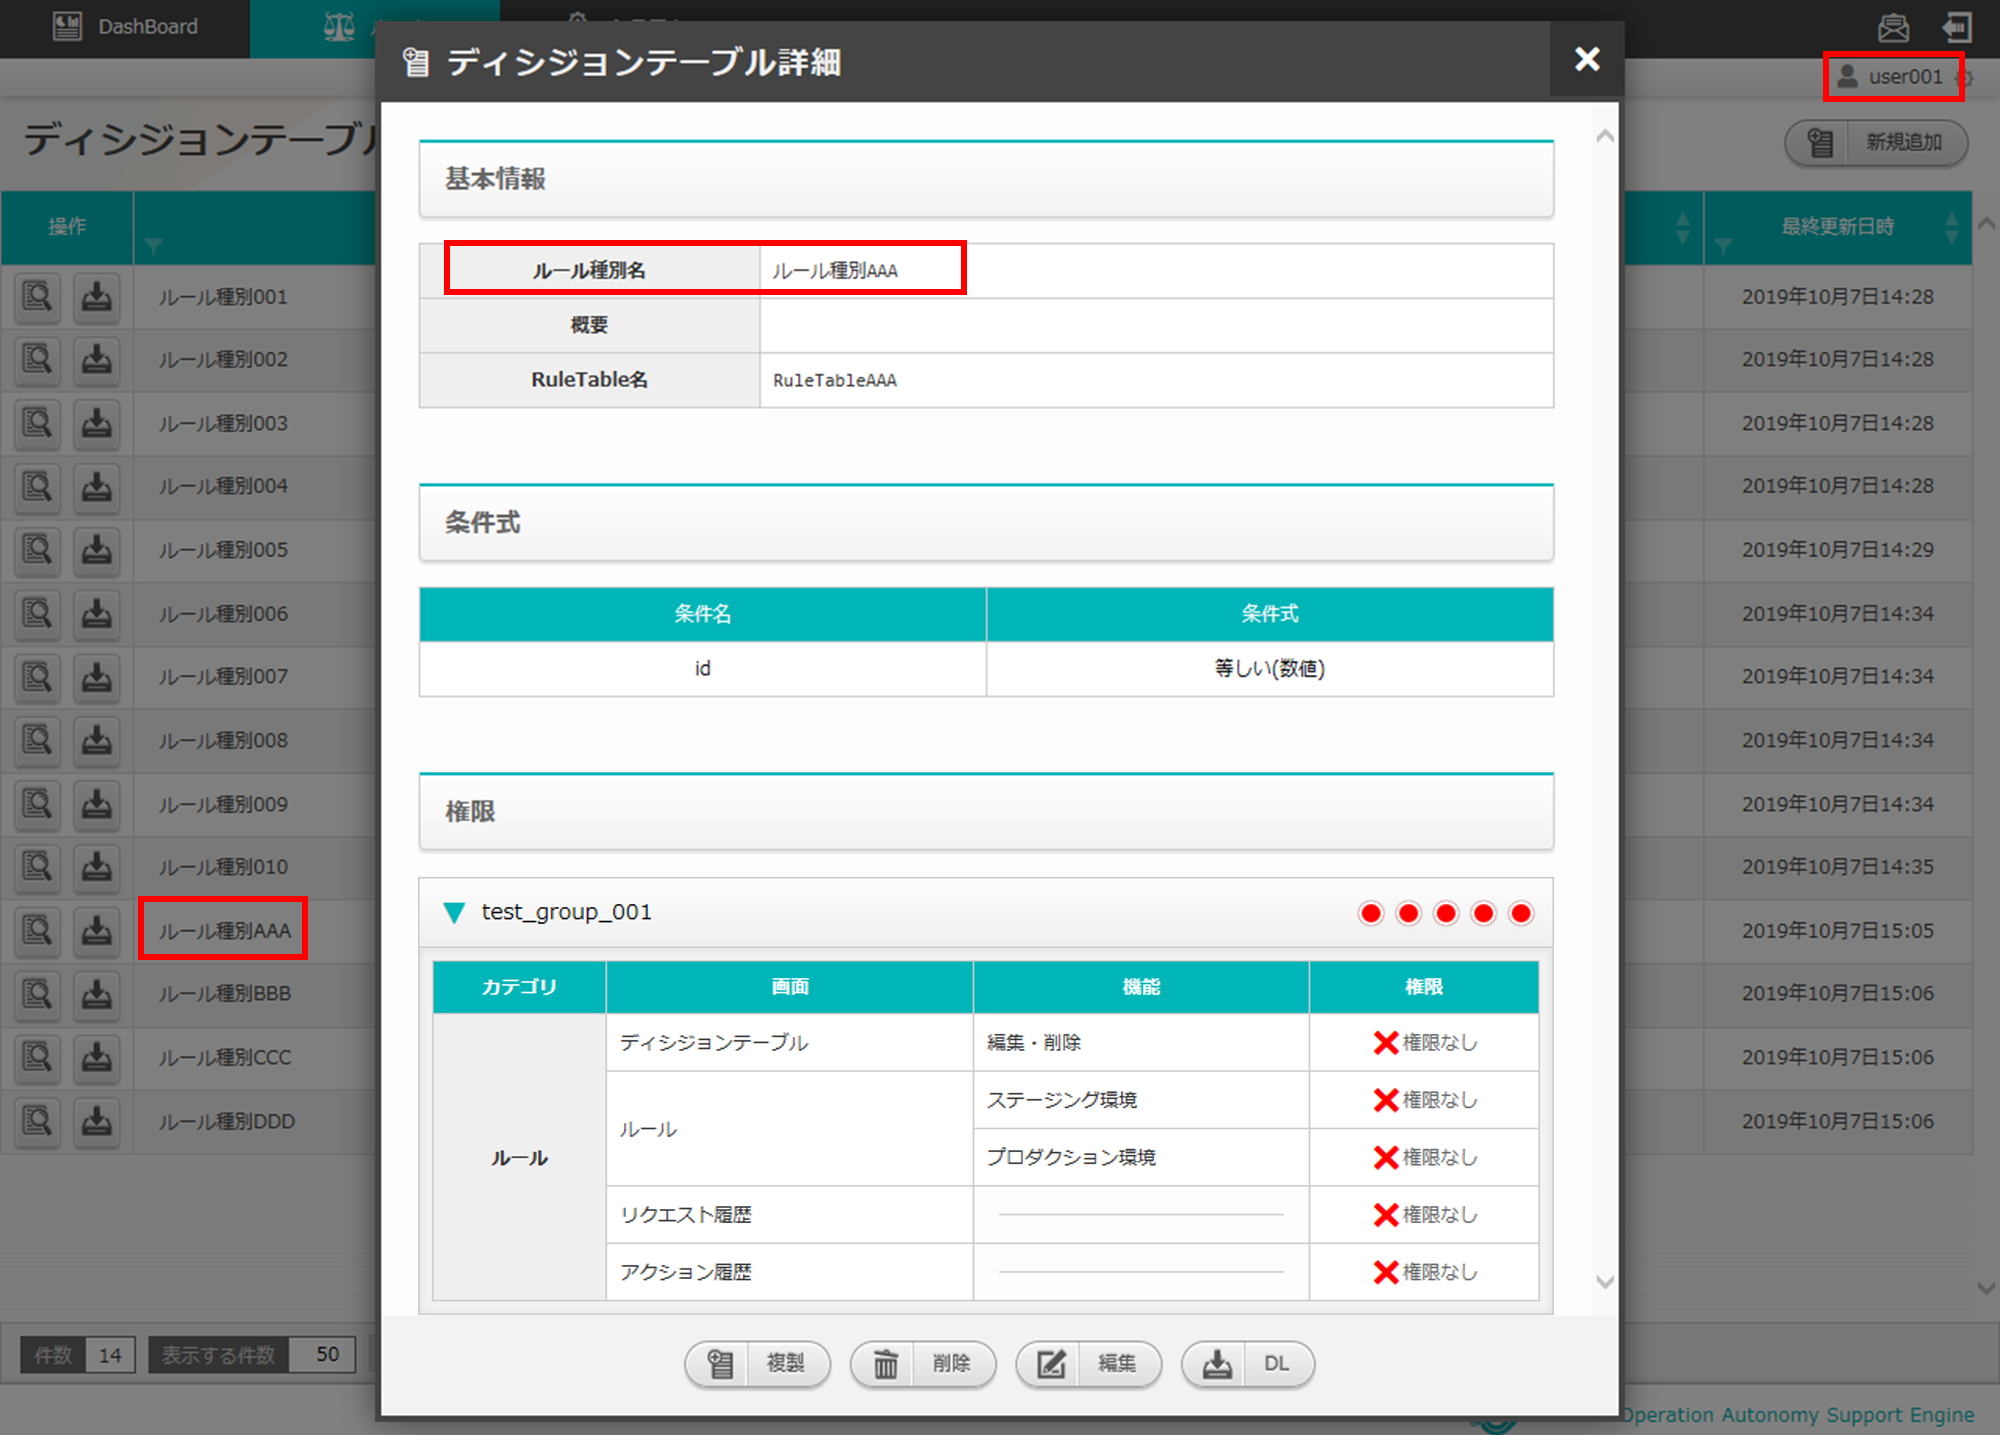 DashBoard
user001
ディシジョンテーブル
新規追加
操作
最終更新日時
ルール種別001
2019年10月7日14:28
ルール種別002
2019年10月7日14:28
ルール種別003
2019年10月7日14:28
ルール種別004
2019年10月7日14:28
ルール種別005
2019年10月7日14:29
ルール種別006
2019年10月7日14:34
ルール種別007
2019年10月7日14:34
ルール種別008
2019年10月7日14:34
ルール種別009
2019年10月7日14:34
ルール種別010
2019年10月7日14:35
ルール種別AAA
2019年10月7日15:05
ルール種別BBB
2019年10月7日15:06
ルール種別CCC
2019年10月7日15:06
ルール種別DDD
2019年10月7日15:06
件数 14 表示する件数 50
Operation Autonomy Support Engine
ディシジョンテーブル詳細
基本情報
ルール種別名 ルール種別AAA
概要
RuleTable名 RuleTableAAA
条件式
条件名 条件式
id 等しい(数値)
権限
test_group_001
カテゴリ 画面 機能 権限
ルール
ディシジョンテーブル 編集・削除 権限なし
ルール
ステージング環境 権限なし
プロダクション環境 権限なし
リクエスト履歴 権限なし
アクション履歴 権限なし
複製 削除 編集 DL